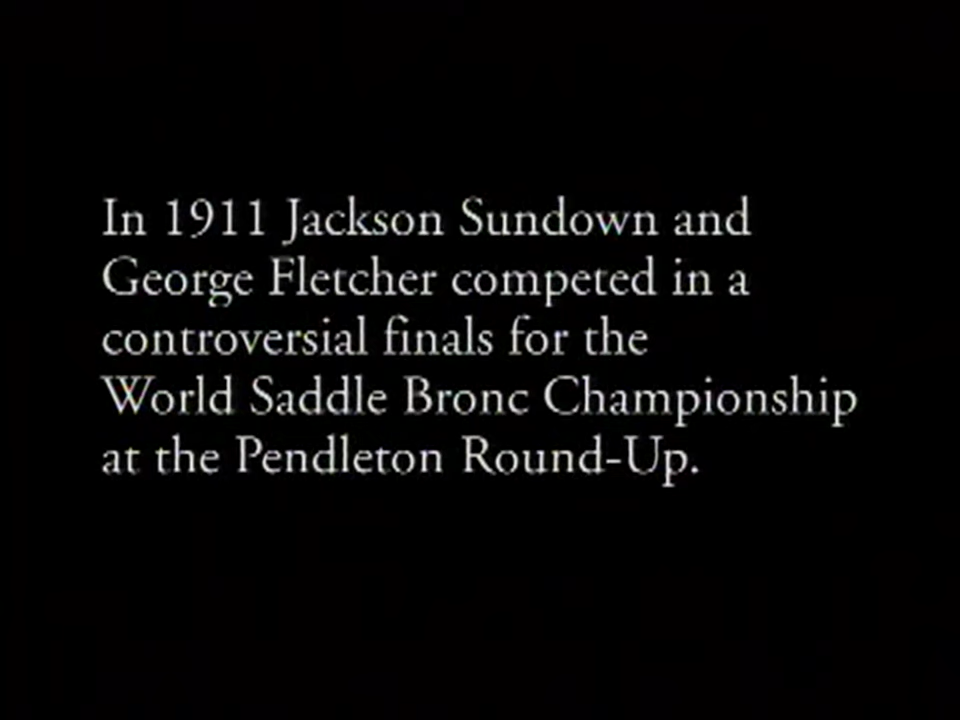 In 1911 Jackson Sundown and
George Fletcher competed in a
controversial finals for the
World Saddle Bronc Championship
at the Pendleton Round-Up.